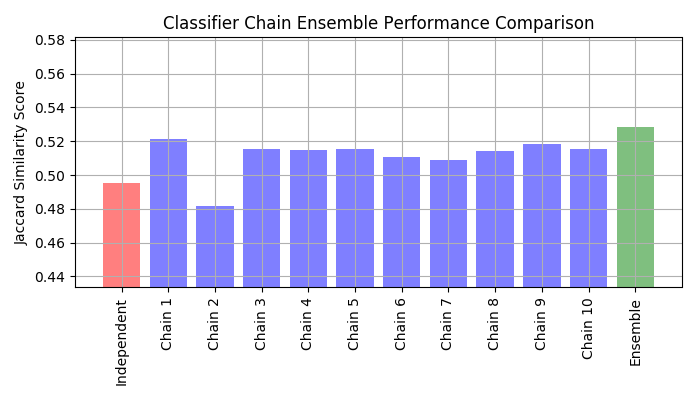 Classifier Chain Ensemble Performance Comparison
Jaccard Similarity Score
0.58
0.56
0.54
0.52
0.50
0.48
0.46
0.44
Independent
Chain 1
Chain 2
Chain 3
Chain 4
Chain 5
Chain 6
Chain 7
Chain 8
Chain 9
Chain 10
Ensemble